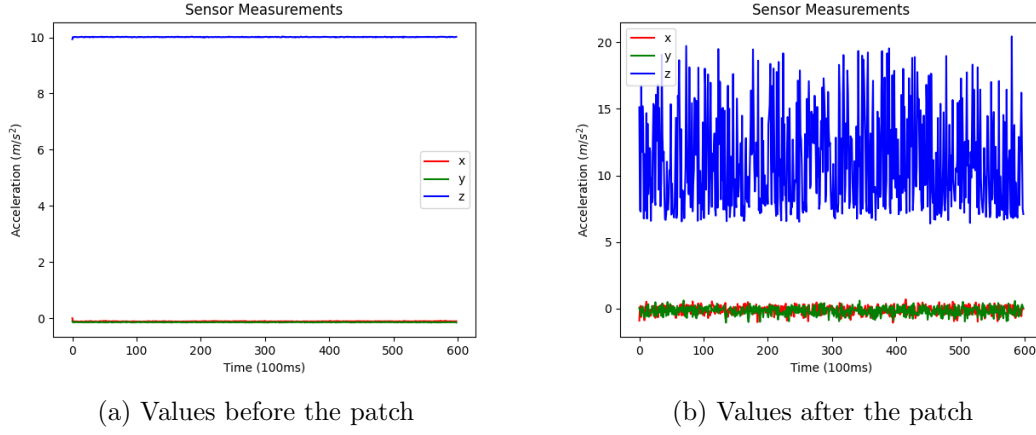 Sensor Measurements
Acceleration (m/s²)
10
8
6
4
2
0
x
y
z
0 100 200 300 400 500 600
Time (100ms)
(a) Values before the patch
Sensor Measurements
Acceleration (m/s²)
20
15
10
5
0
x
y
z
0 100 200 300 400 500 600
Time (100ms)
(b) Values after the patch